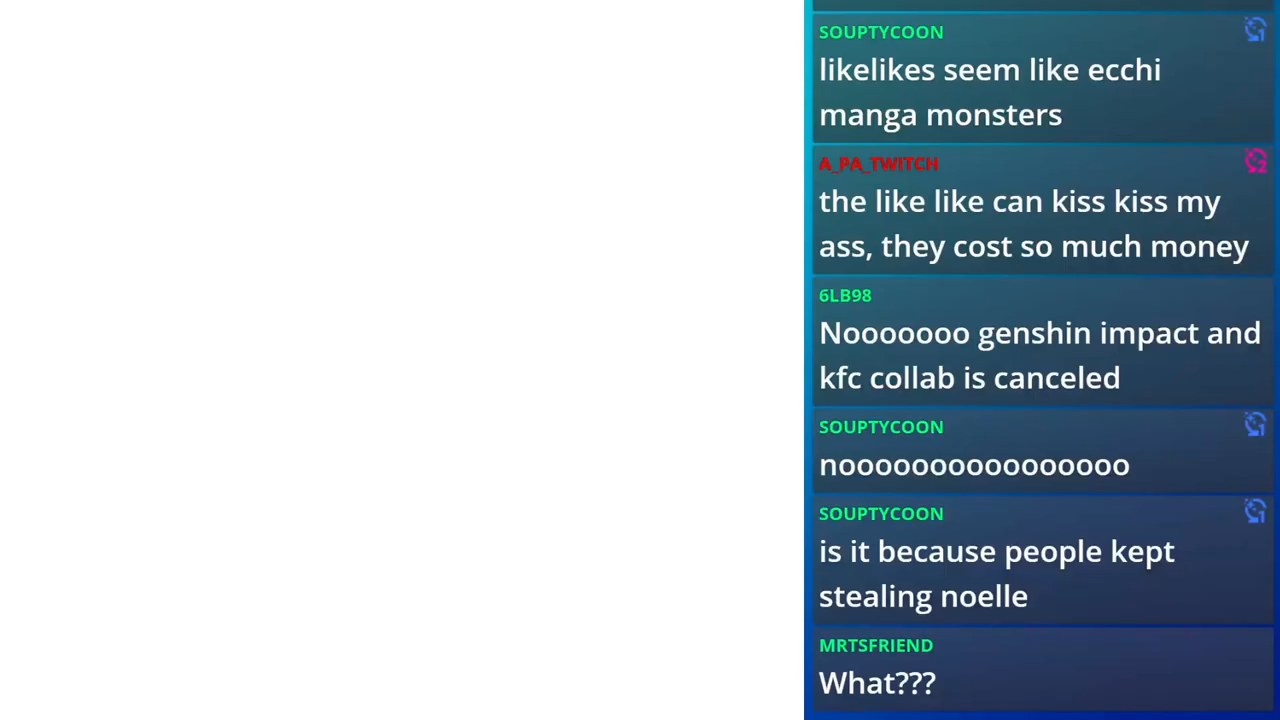 SOUPTYCOON
likelikes seem like ecchi
manga monsters
A_PA_TWITCH
the like like can kiss kiss my
ass, they cost so much money
6LB98
Nooooooo genshin impact and
kfc collab is canceled
SOUPTYCOON
noooooooooooooooo
SOUPTYCOON
is it because people kept
stealing noelle
MRTSFRIEND
What???